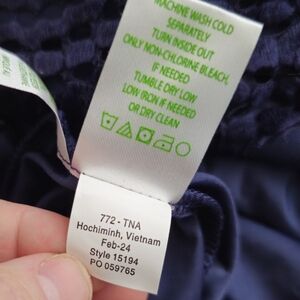 MACHINE WASH COLD
SEPARATELY
TURN INSIDE OUT
ONLY NON-CHLORINE BLEACH,
IF NEEDED
TUMBLE DRY LOW
LOW IRON IF NEEDED
OR DRY CLEAN
772 - TNA
Hochiminh, Vietnam
Feb-24
Style 15194
PO 059765